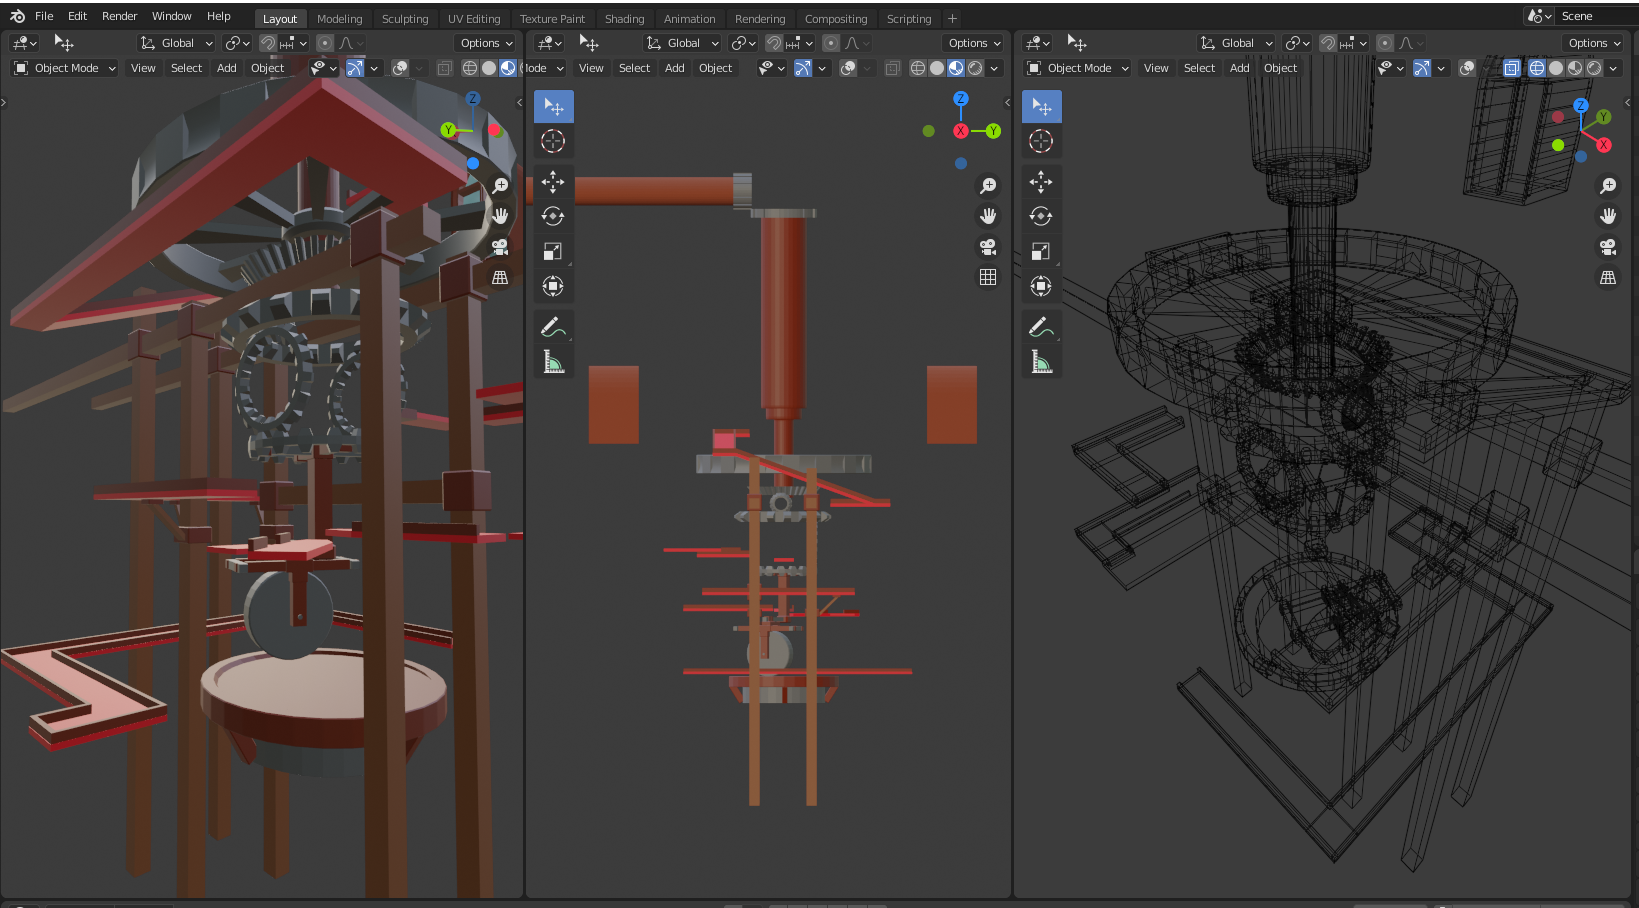 File Edit Render Window Help Layout Modeling Sculpting UV Editing Texture Paint Shading Animation Rendering Compositing Scripting + Scene
Global Options Global Options Global Options
Object Mode View Select Add Object lode View Select Add Object Object Mode View Select Add Object
Z Y
Z X Y
Z Y X